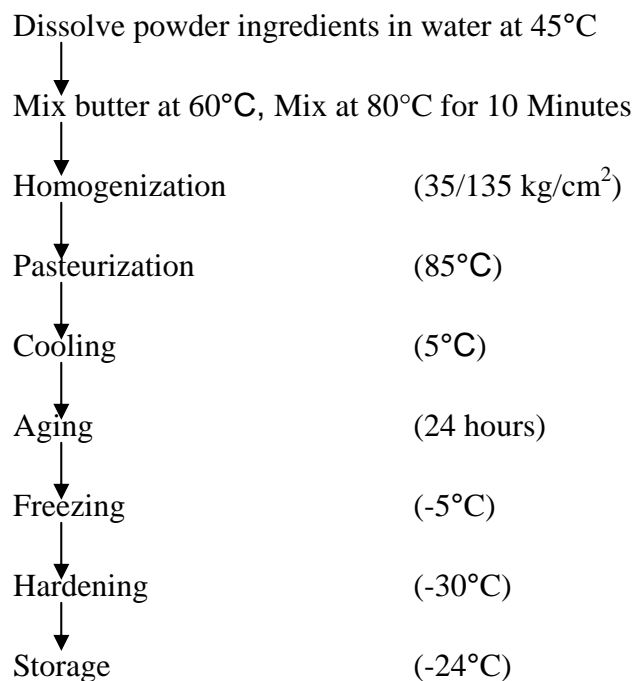 Dissolve powder ingredients in water at 45°C
Mix butter at 60°C, Mix at 80°C for 10 Minutes
Homogenization (35/135 kg/cm²)
Pasteurization (85°C)
Cooling (5°C)
Aging (24 hours)
Freezing (-5°C)
Hardening (-30°C)
Storage (-24°C)